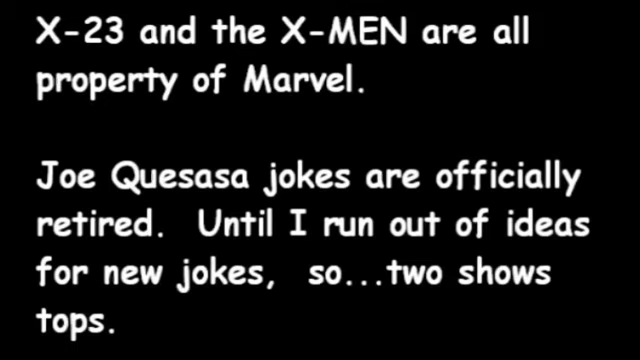 X-23 and the X-MEN are all
property of Marvel.
Joe Quesasa jokes are officially
retired.  Until I run out of ideas
for new jokes,  so...two shows
tops.